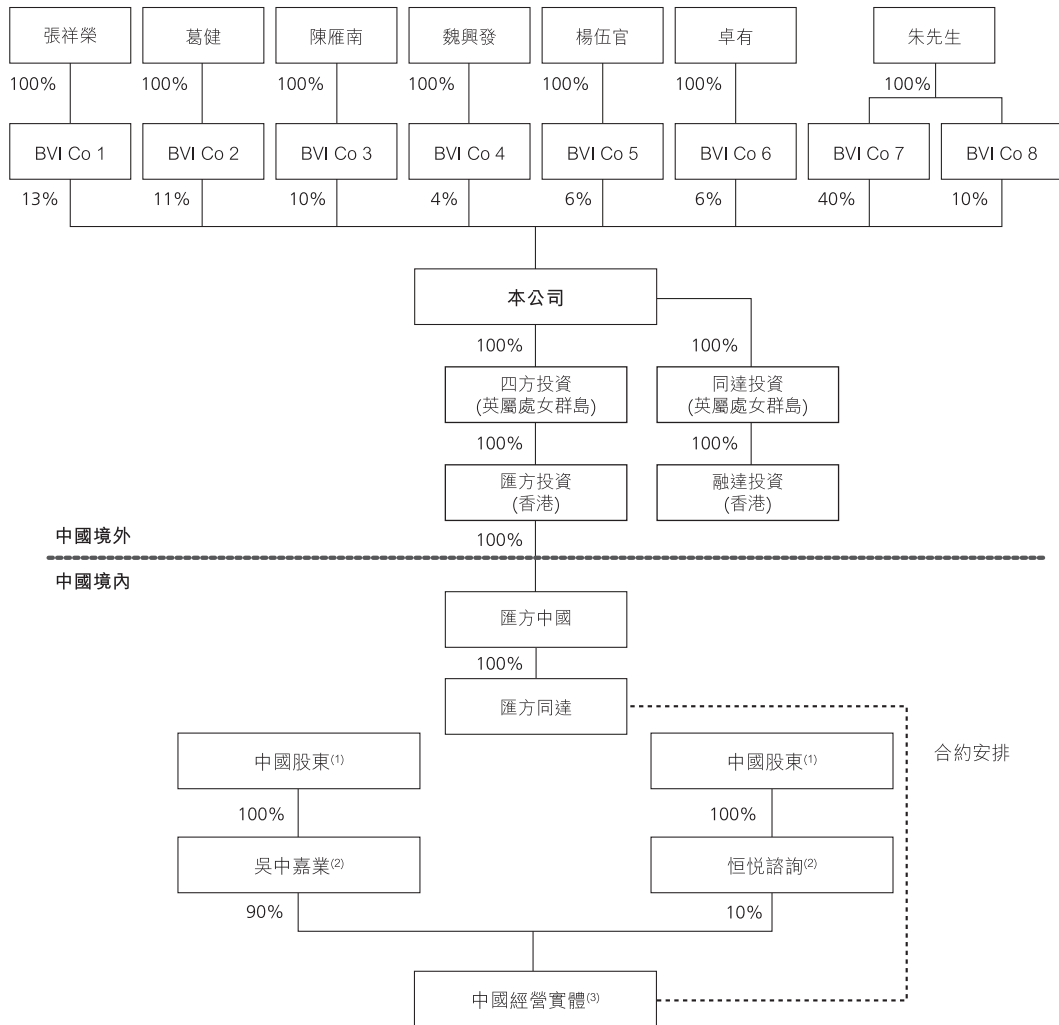 張祥榮
葛健
陳雁南
魏興發
楊伍官
卓有
朱先生
100%
100%
100%
100%
100%
100%
100%
BVI Co 1
BVI Co 2
BVI Co 3
BVI Co 4
BVI Co 5
BVI Co 6
BVI Co 7
BVI Co 8
13%
11%
10%
4%
6%
6%
40%
10%
本公司
100%
100%
四方投資
(英屬處女群島)
同達投資
(英屬處女群島)
100%
100%
匯方投資
(香港)
融達投資
(香港)
中國境外
100%
中國境內
匯方中國
100%
匯方同達
中國股東(1)
中國股東(1)
合約安排
100%
100%
吳中嘉業(2)
恒悅諮詢(2)
90%
10%
中國經營實體(3)